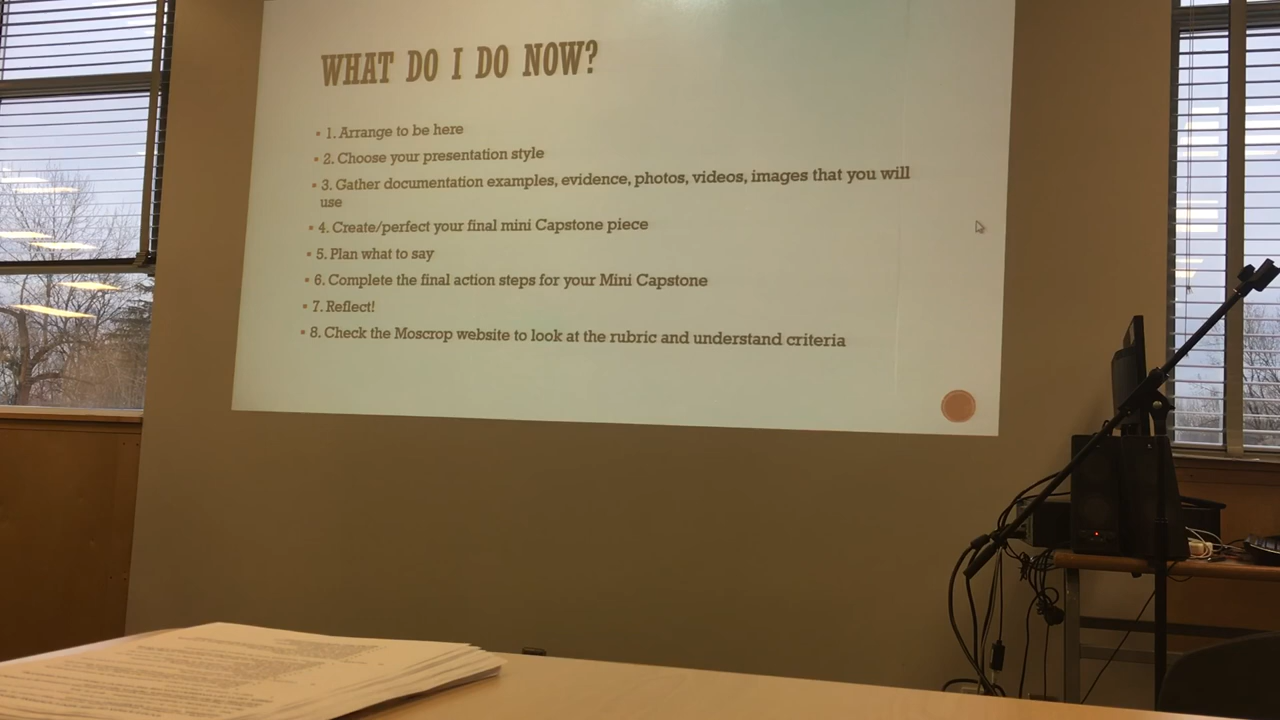 WHAT DO I DO NOW?
1. Arrange to be here
2. Choose your presentation style
3. Gather documentation examples, evidence, photos, videos, images that you will
use
4. Create/perfect your final mini Capstone piece
5. Plan what to say
6. Complete the final action steps for your Mini Capstone
7. Reflect!
8. Check the Moscrop website to look at the rubric and understand criteria